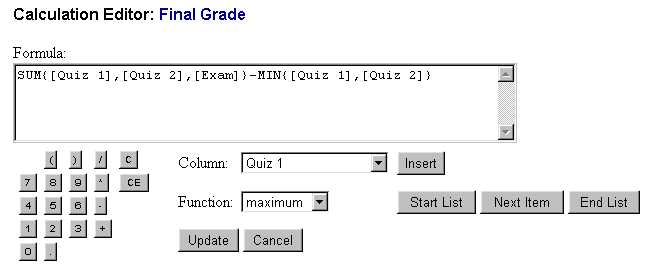 Calculation Editor: Final Grade
Formula:
SUM{[Quiz 1],[Quiz 2],[Exam]}-MIN{[Quiz 1],[Quiz 2]}
( ) / C
Column: Quiz 1 Insert
7 8 9 * CE
4 5 6 -
Function: maximum Start List Next Item End List
1 2 3 +
0 .
Update Cancel